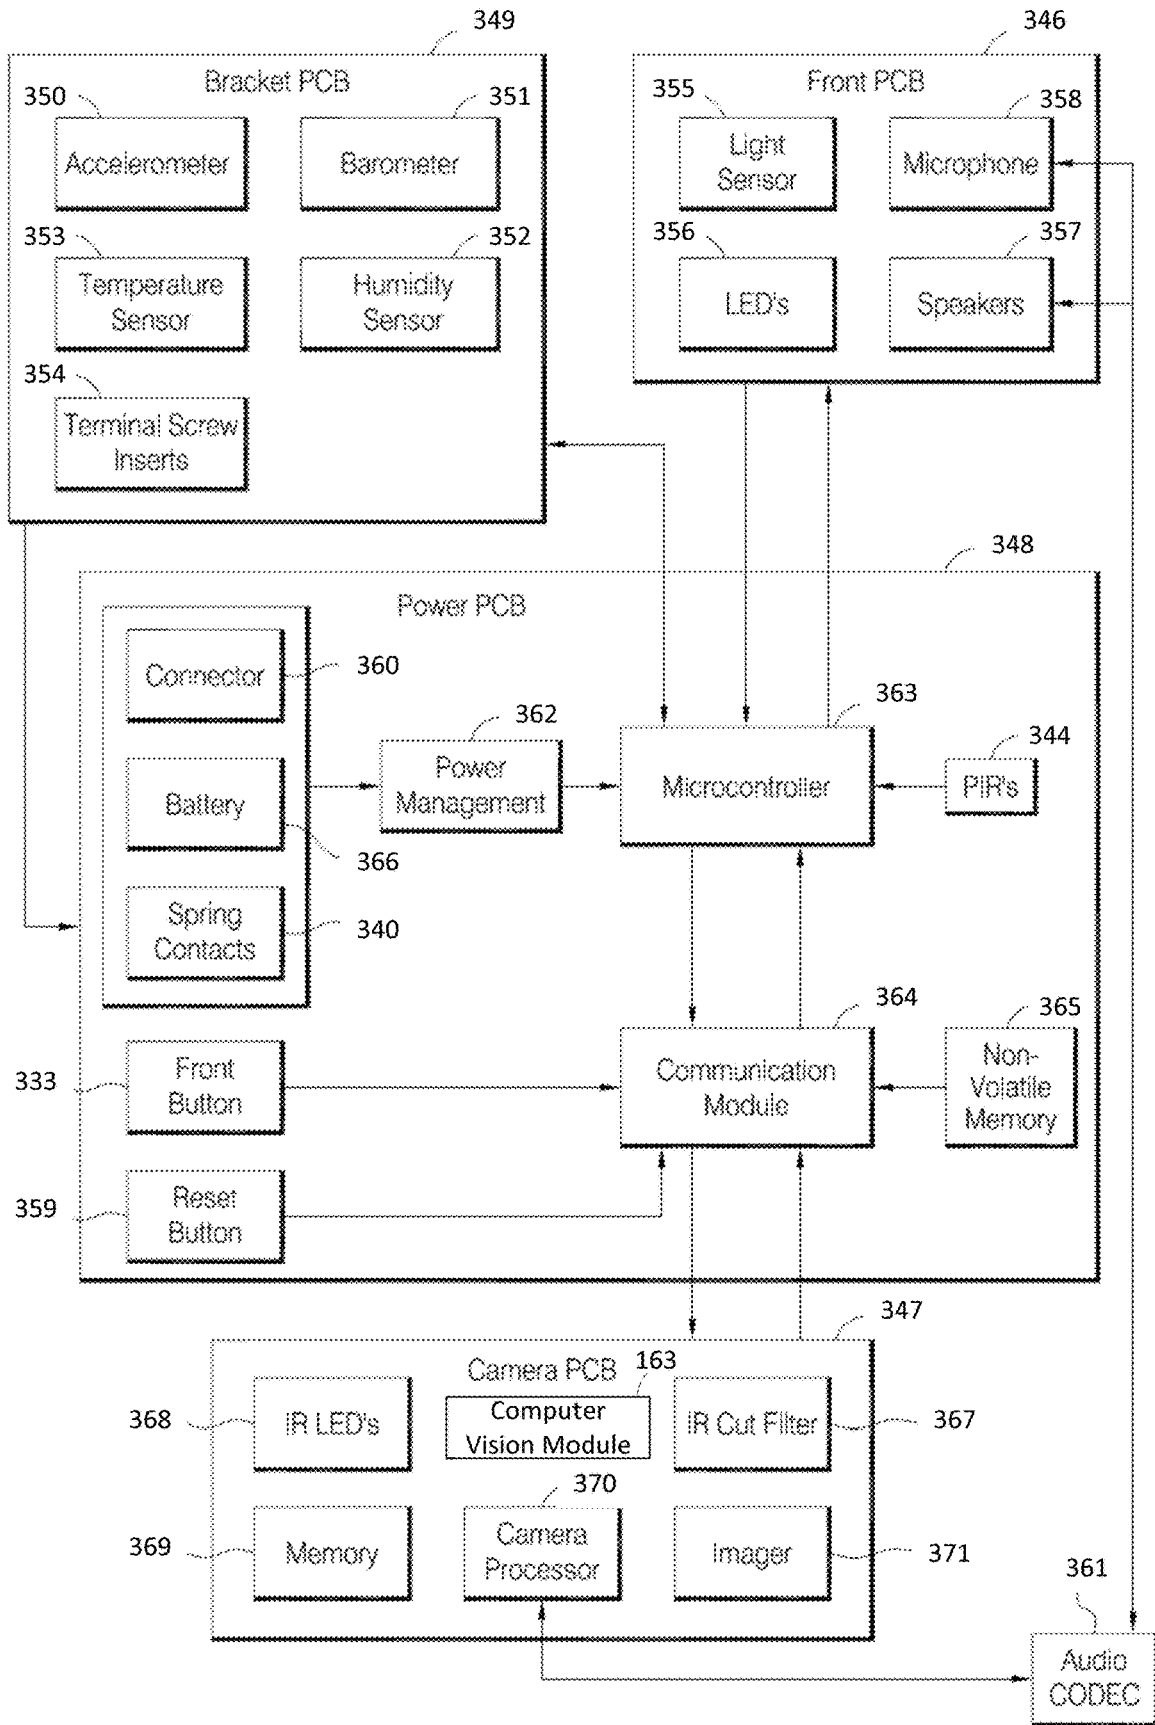 349
Bracket PCB
350
Accelerometer
351
Barometer
353
Temperature
Sensor
352
Humidity
Sensor
354
Terminal Screw
Inserts
346
Front PCB
355
Light
Sensor
358
Microphone
356
LED's
357
Speakers
348
Power PCB
Connector
360
Battery
366
Spring
Contacts
340
362
Power
Management
363
Microcontroller
344
PIR's
364
Communication
Module
365
Non-
Volatile
Memory
333
Front
Button
359
Reset
Button
347
Camera PCB
368
IR LED's
163
Computer
Vision Module
IR Cut Filter
367
369
Memory
370
Camera
Processor
Imager
371
361
Audio
CODEC